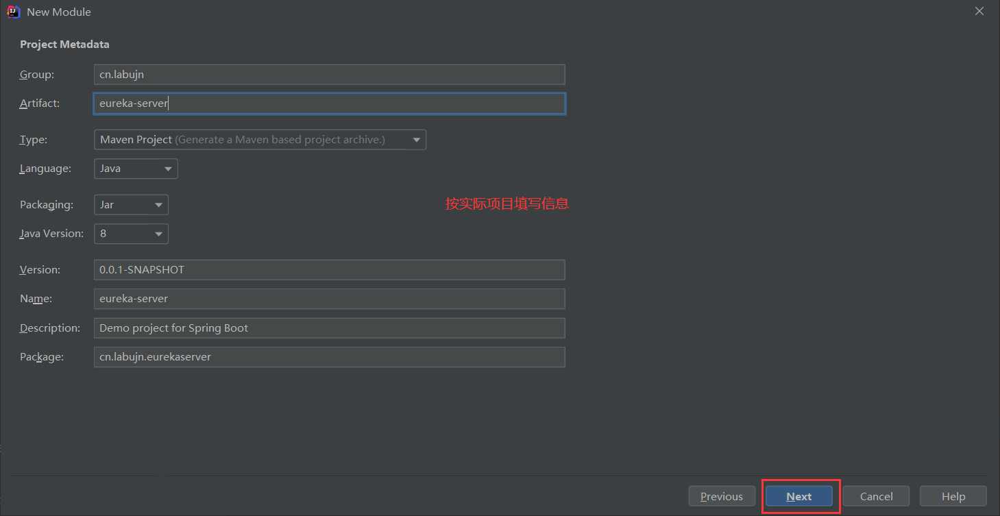 New Module
Project Metadata
Group: cn.labujn
Artifact: eureka-server
Type: Maven Project (Generate a Maven based project archive.)
Language: Java
Packaging: Jar
按实际项目填写信息
Java Version: 8
Version: 0.0.1-SNAPSHOT
Name: eureka-server
Description: Demo project for Spring Boot
Package: cn.labujn.eurekaserver
Previous Next Cancel Help